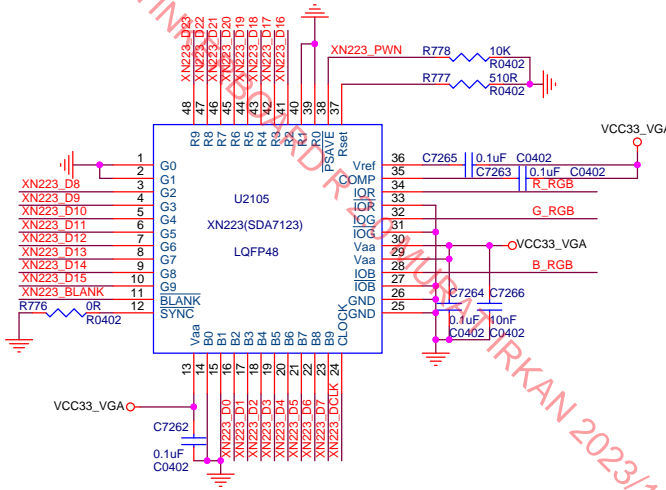 XN223_D23
XN223_D22
XN223_D21
XN223_D20
XN223_D19
XN223_D18
XN223_D17
XN223_D16
48
47
46
45
44
43
42
41
40
39
38
37
R9
R8
R7
R6
R5
R4
R3
R2
R1
R0
PSAVE
Rset
XN223_PWN
R778
10K
R0402
R777
510R
R0402
VCC33_VGA
1 G0
2 G1
XN223_D8 3 G2
XN223_D9 4 G3
XN223_D10 5 G4
XN223_D11 6 G5
XN223_D12 7 G6
XN223_D13 8 G7
XN223_D14 9 G8
XN223_D15 10 G9
XN223_BLANK 11 BLANK
12 SYNC
R776
0R
R0402
U2105
XN223(SDA7123)
LQFP48
Vref 36
COMP 35
IOR 34 R_RGB
IOR 33
IOG 32 G_RGB
IOG 31
Vaa 30 VCC33_VGA
Vaa 29
IOB 28 B_RGB
IOB 27
GND 26
GND 25
C7265
0.1uF
C0402
C7263
0.1uF
C0402
C7264
0.1uF
C0402
C7266
10nF
C0402
Vaa
B0
B1
B2
B3
B4
B5
B6
B7
B8
B9
CLOCK
13
14
15
16
17
18
19
20
21
22
23
24
XN223_D0
XN223_D1
XN223_D2
XN223_D3
XN223_D4
XN223_D5
XN223_D6
XN223_D7
XN223_DCLK
VCC33_VGA
C7262
0.1uF
C0402
BOARD R 2.0 MURAT IRKAN 2023/1